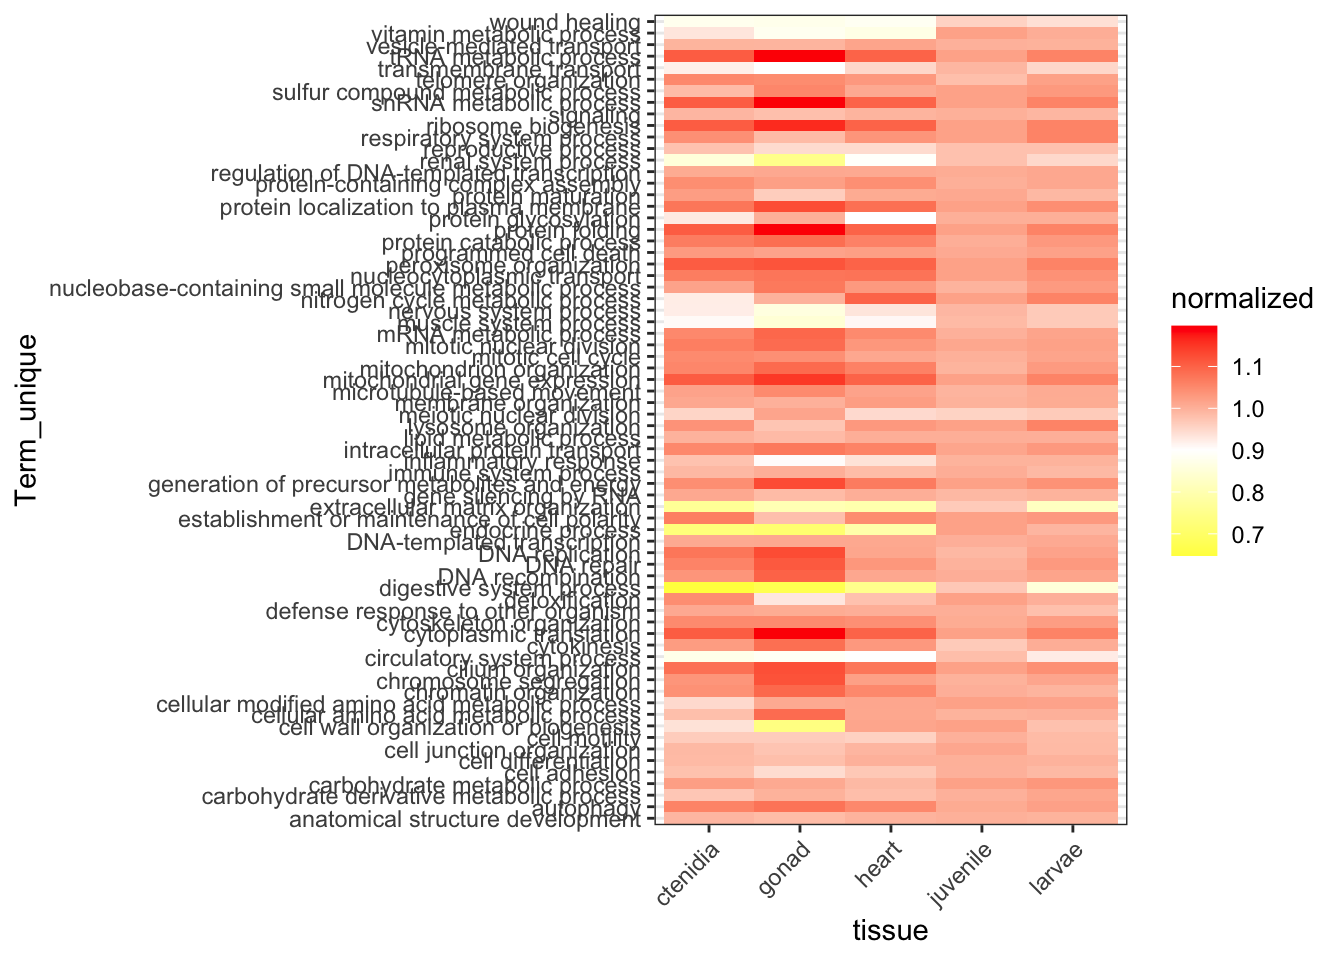 wound healing
vitamin metabolic process
vesicle-mediated transport
tRNA metabolic process
transmembrane transport
telomere organization
sulfur compound metabolic process
snRNA metabolic process
signaling
ribosome biogenesis
respiratory system process
reproductive process
renal system process
regulation of DNA-templated transcription
protein-containing complex assembly
protein maturation
protein localization to plasma membrane
protein glycosylation
protein folding
protein catabolic process
programmed cell death
peroxisome organization
nucleocytoplasmic transport
nucleobase-containing small molecule metabolic process
nitrogen cycle metabolic process
nervous system process
muscle system process
mRNA metabolic process
mitotic nuclear division
mitotic cell cycle
mitochondrion organization
mitochondrial gene expression
microtubule-based movement
membrane organization
meiotic nuclear division
lysosome organization
lipid metabolic process
intracellular protein transport
inflammatory response
immune system process
generation of precursor metabolites and energy
gene silencing by RNA
extracellular matrix organization
establishment or maintenance of cell polarity
endocrine process
DNA-templated transcription
DNA replication
DNA repair
DNA recombination
digestive system process
detoxification
defense response to other organism
cytoskeleton organization
cytoplasmic translation
cytokinesis
circulatory system process
cilium organization
chromosome segregation
chromatin organization
cellular modified amino acid metabolic process
cellular amino acid metabolic process
cell wall organization or biogenesis
cell motility
cell junction organization
cell differentiation
cell adhesion
carbohydrate metabolic process
carbohydrate derivative metabolic process
autophagy
anatomical structure development
Term_unique
ctenidia
gonad
heart
juvenile
larvae
tissue
normalized
1.1
1.0
0.9
0.8
0.7